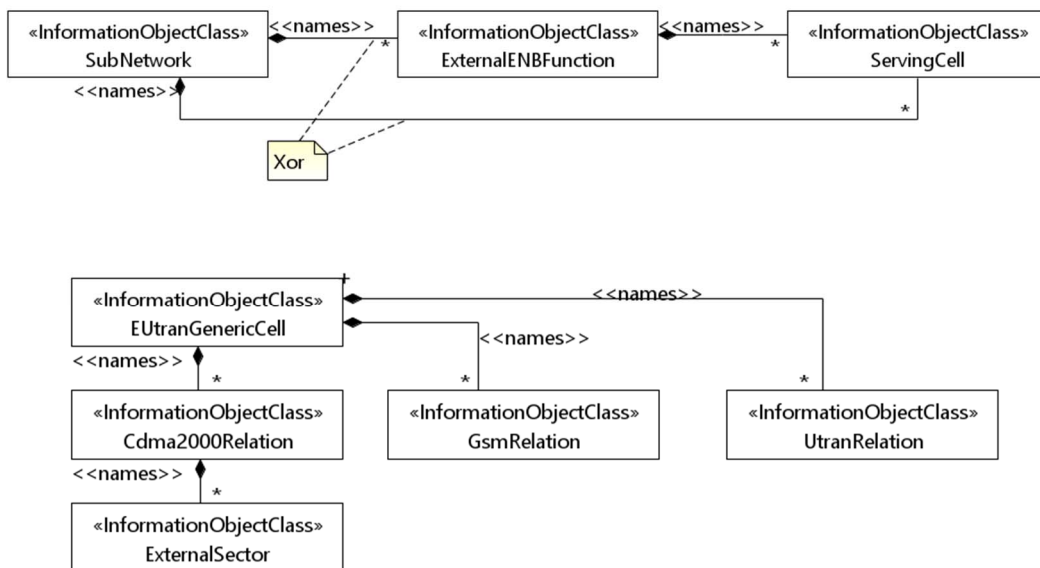 «InformationObjectClass»
SubNetwork
<<names>>
*
«InformationObjectClass»
ExternalENBFunction
<<names>>
*
«InformationObjectClass»
ServingCell
<<names>>
*
Xor
«InformationObjectClass»
EUtranGenericCell
<<names>>
<<names>>
<<names>>
*
*
*
«InformationObjectClass»
Cdma2000Relation
«InformationObjectClass»
GsmRelation
«InformationObjectClass»
UtranRelation
<<names>>
*
«InformationObjectClass»
ExternalSector